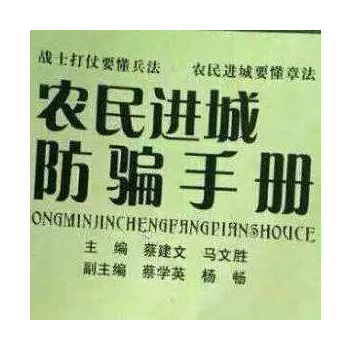 战士打仗要懂兵法 农民进城要懂章法
农民进城
防骗手册
ONGMINJINCHENGFANGPIANSHOUCE
主 编 蔡建文 马文胜
副主编 蔡学英 杨 畅